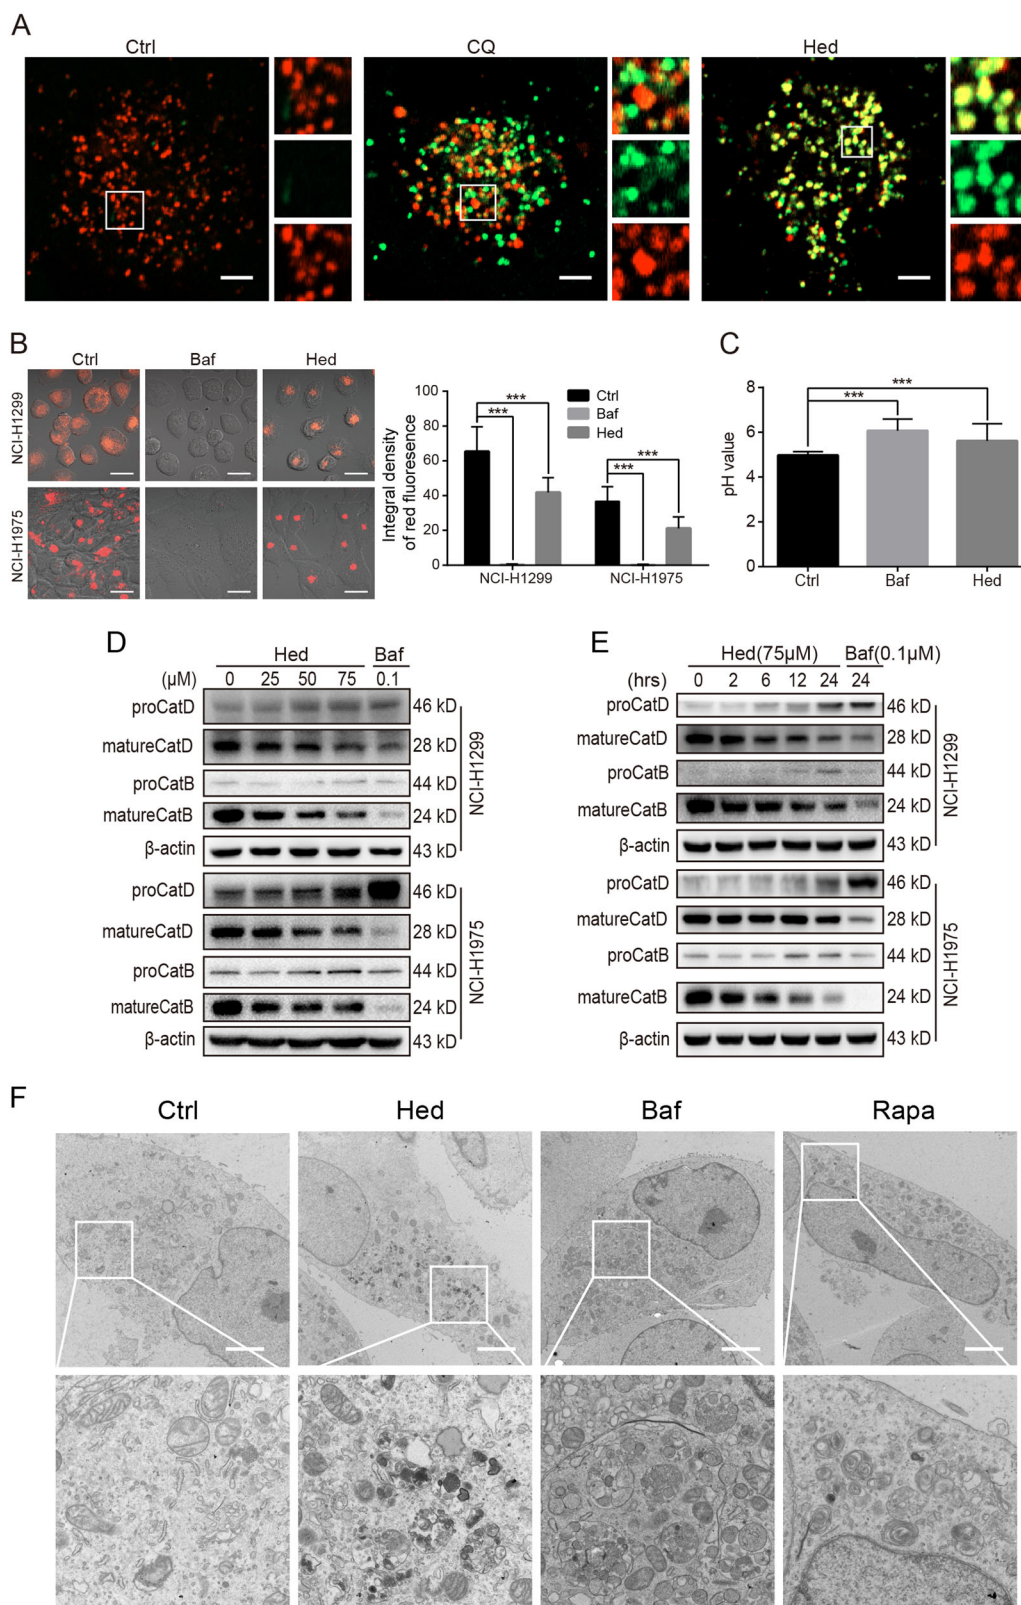 A
Ctrl CQ Hed
B
Ctrl Baf Hed
NCI-H1299
NCI-H1975
Integral density
of red fluoresence
100
80
60
40
20
0
Ctrl
Baf
Hed
*** *** *** ***
NCI-H1299 NCI-H1975
C
pH value
8
6
4
2
0
*** ***
Ctrl Baf Hed
D
Hed Baf
(µM) 0 25 50 75 0.1
proCatD 46 kD
matureCatD 28 kD
proCatB 44 kD
matureCatB 24 kD
β-actin 43 kD
NCI-H1299
proCatD 46 kD
matureCatD 28 kD
proCatB 44 kD
matureCatB 24 kD
β-actin 43 kD
NCI-H1975
E
Hed(75µM) Baf(0.1µM)
(hrs) 0 2 6 12 24 24
proCatD 46 kD
matureCatD 28 kD
proCatB 44 kD
matureCatB 24 kD
β-actin 43 kD
NCI-H1299
proCatD 46 kD
matureCatD 28 kD
proCatB 44 kD
matureCatB 24 kD
β-actin 43 kD
NCI-H1975
F
Ctrl Hed Baf Rapa